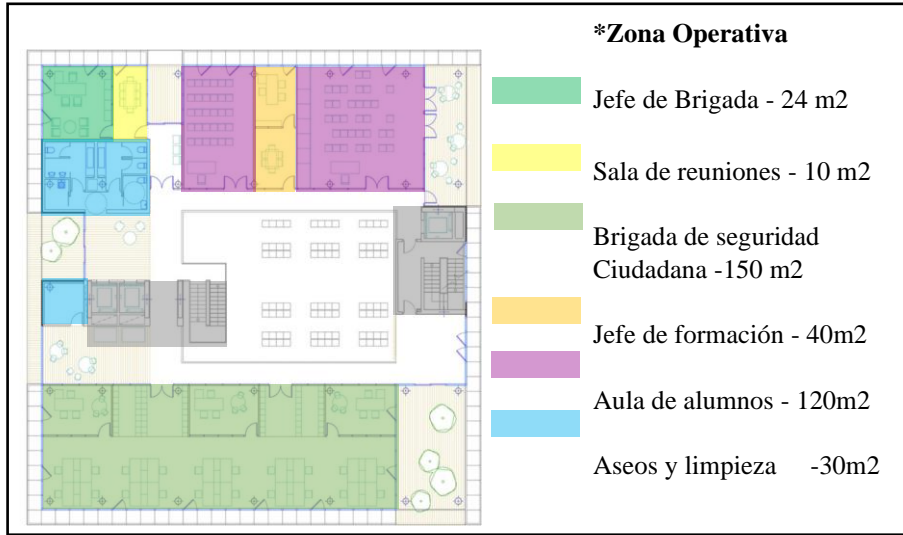 *Zona Operativa
Jefe de Brigada - 24 m2
Sala de reuniones - 10 m2
Brigada de seguridad
Ciudadana -150 m2
Jefe de formación - 40m2
Aula de alumnos - 120m2
Aseos y limpieza -30m2